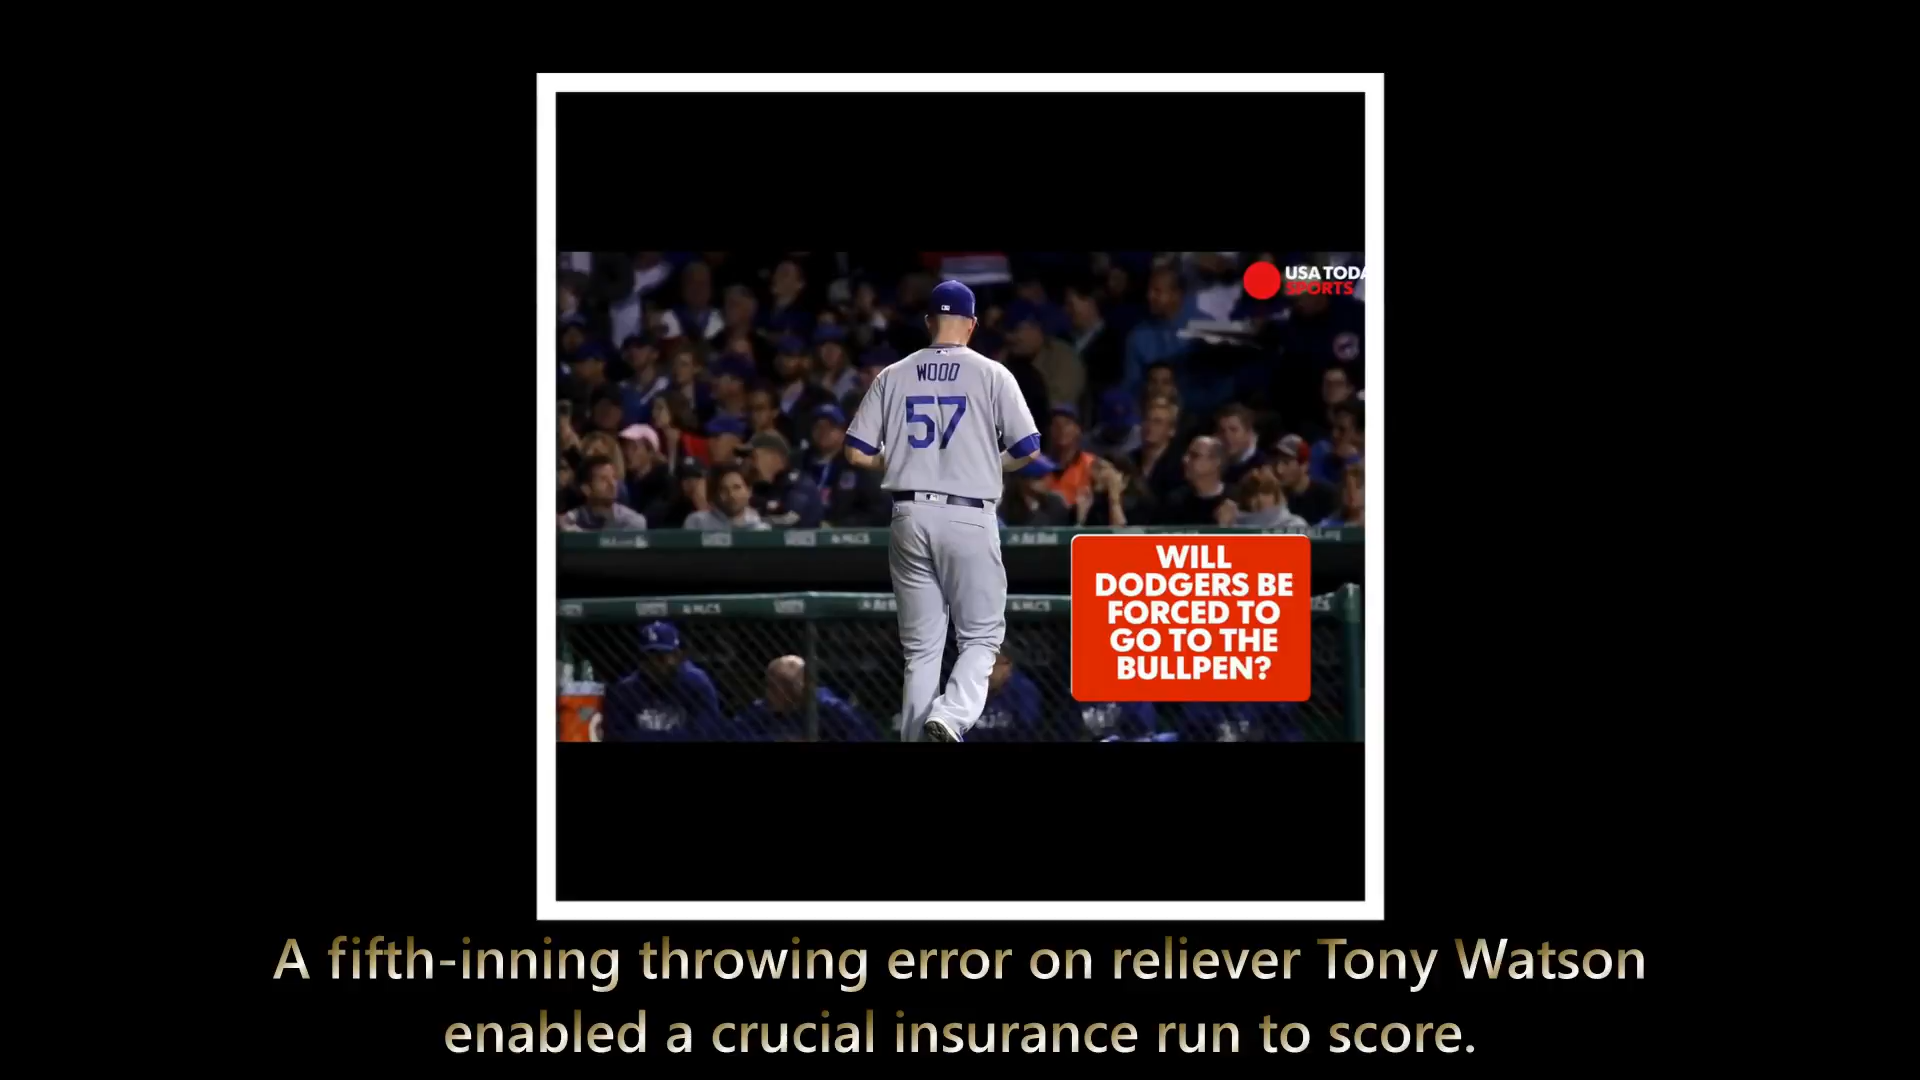 USA TODA
SPORTS
WOOD
57
WILL
DODGERS BE
FORCED TO
GO TO THE
BULLPEN?
A fifth-inning throwing error on reliever Tony Watson
enabled a crucial insurance run to score.